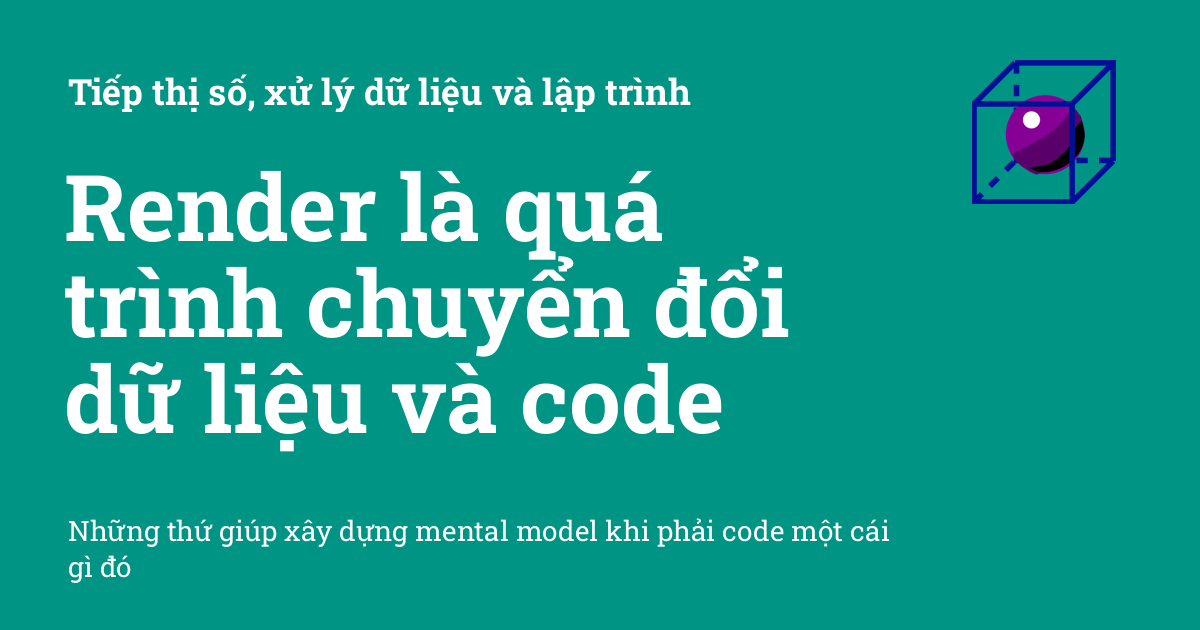 Tiếp thị số, xử lý dữ liệu và lập trình
Render là quá
trình chuyển đổi
dữ liệu và code
Những thứ giúp xây dựng mental model khi phải code một cái
gì đó